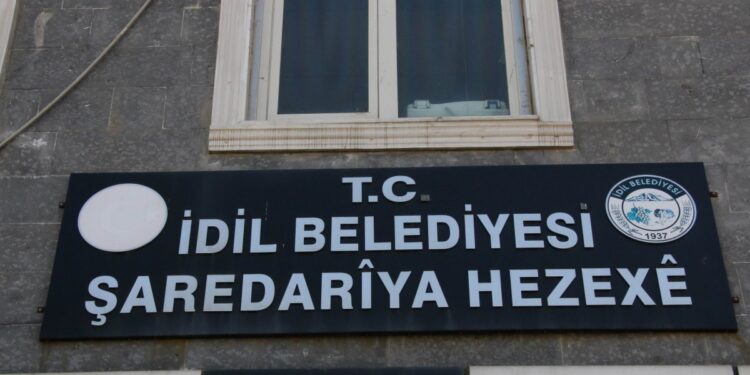 T.C.
İDİL BELEDİYESİ
ŞAREDARÎYA HEZEXÊ
İDİL BELEDİYESİ
1937